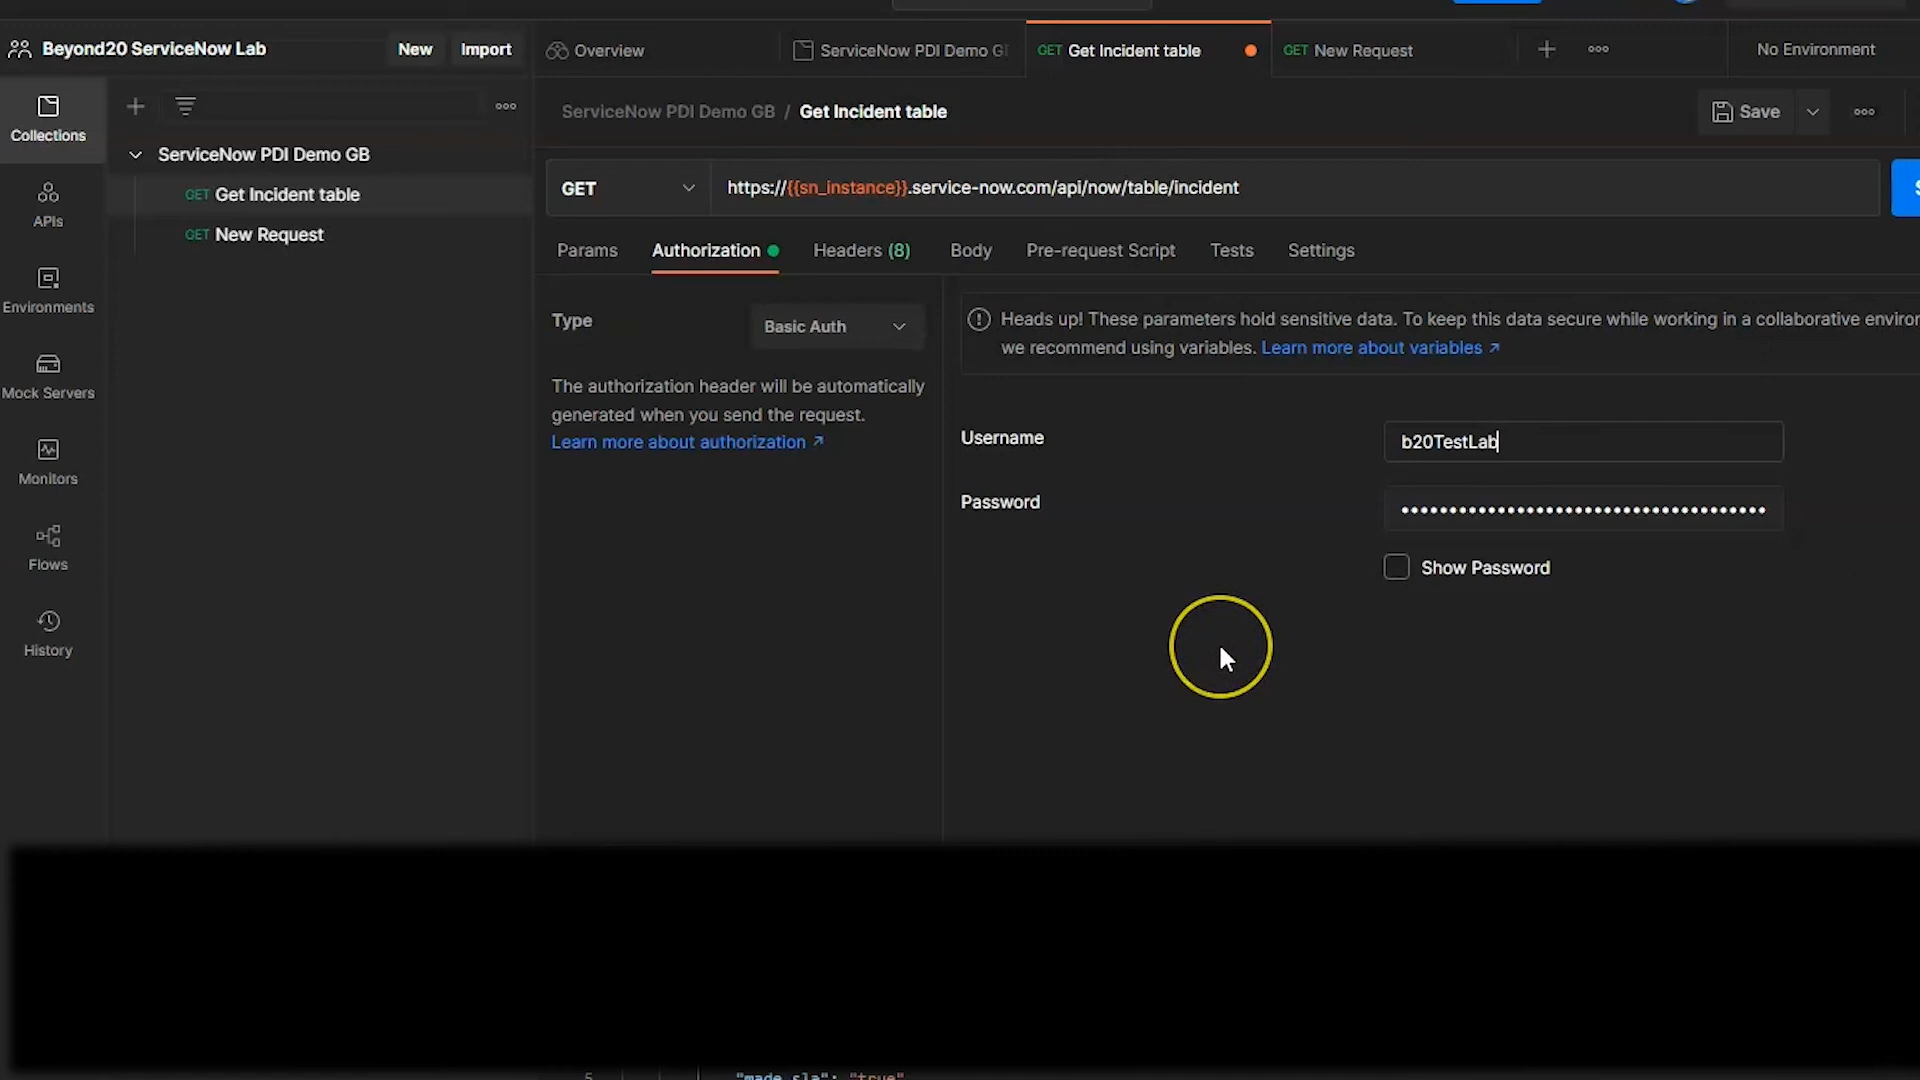 Beyond20 ServiceNow Lab
New
Import
Overview
ServiceNow PDI Demo
GET Get Incident table
GET New Request
No Environment
Collections
APIs
Environments
Mock Servers
Monitors
Flows
History
ServiceNow PDI Demo GB
GET Get Incident table
GET New Request
ServiceNow PDI Demo GB / Get Incident table
Save
GET
https://{{sn_instance}}.service-now.com/api/now/table/incident
Params
Authorization
Headers (8)
Body
Pre-request Script
Tests
Settings
Type
Basic Auth
The authorization header will be automatically
generated when you send the request.
Learn more about authorization ↗
Heads up! These parameters hold sensitive data. To keep this data secure while working in a collaborative
we recommend using variables. Learn more about variables ↗
Username
b20TestLab
Password
••••••••••••••••••••••••••••••••••••••
Show Password
5 "made_sla": "true"